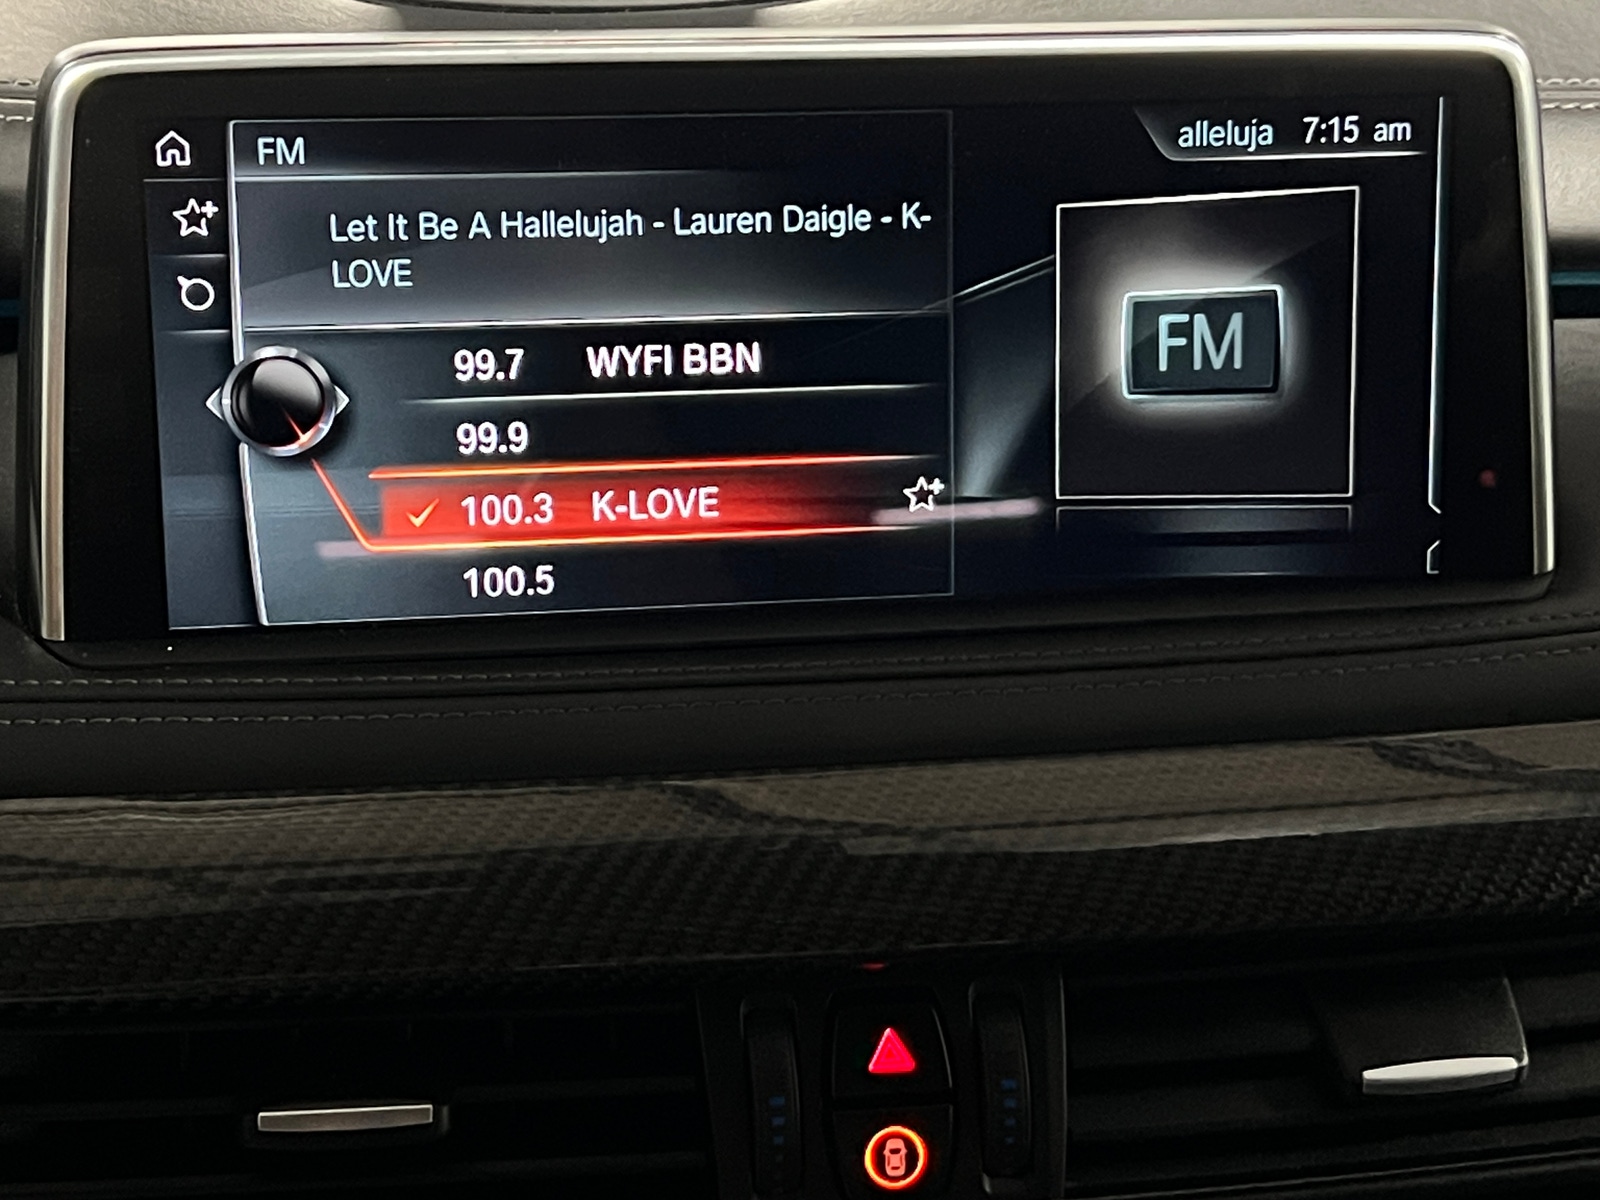 FM
alleluja 7:15 am
Let It Be A Hallelujah - Lauren Daigle - K-
LOVE
99.7 WYFI BBN
99.9
100.3 K-LOVE
100.5
FM